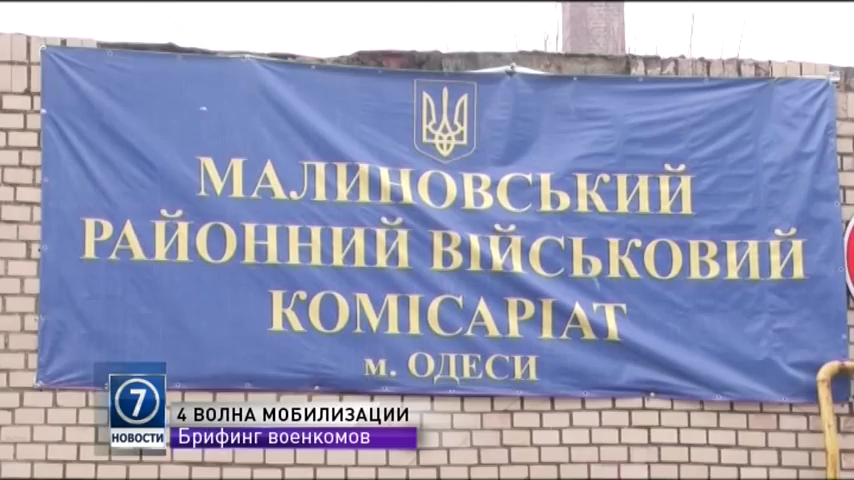 МАЛИНОВСЬКИЙ
РАЙОННИЙ ВІЙСЬКОВИЙ
КОМІСАРІАТ
м. ОДЕСИ
7
НОВОСТИ
4 ВОЛНА МОБИЛИЗАЦИИ
Брифинг военкомов